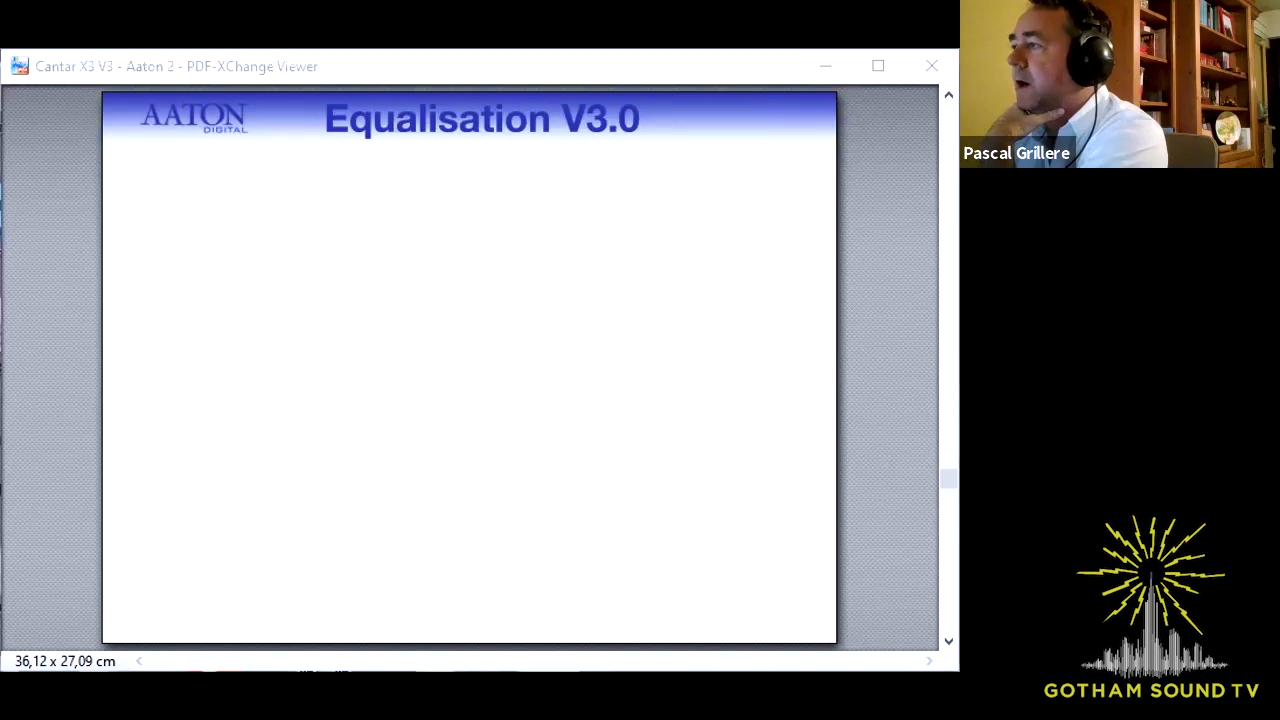 Cantar X3 V3 - Aaton 2 - PDF-XChange Viewer
AATON
DIGITAL
Equalisation V3.0
Pascal Grillere
36,12 x 27,09 cm
GOTHAM SOUND TV